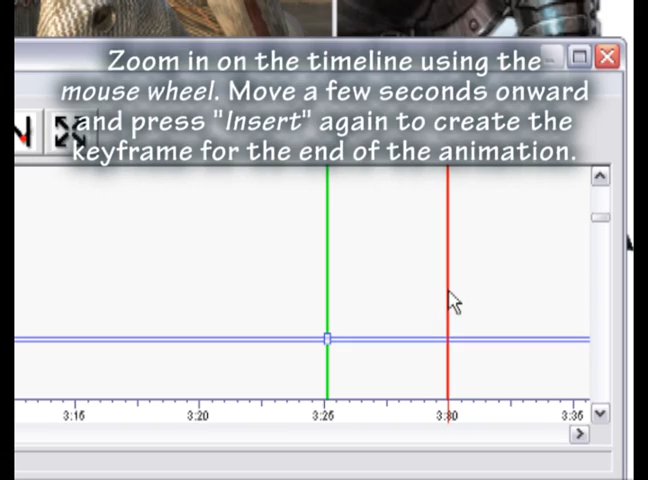 Zoom in on the timeline using the
mouse wheel. Move a few seconds onward
and press "Insert" again to create the
keyframe for the end of the animation.
3:16 3:20 3:25 3:30 3:35